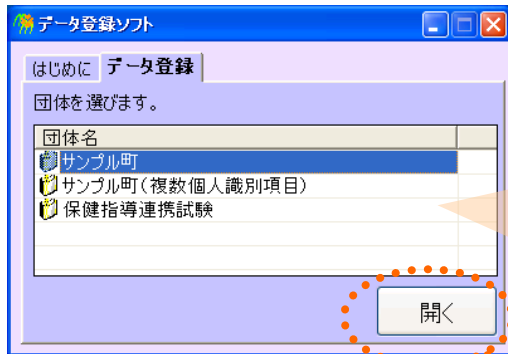 データ登録ソフト
はじめに データ登録
団体を選びます。
団体名
サンプル町
サンプル町(複数個人識別項目)
保健指導連携試験
開く